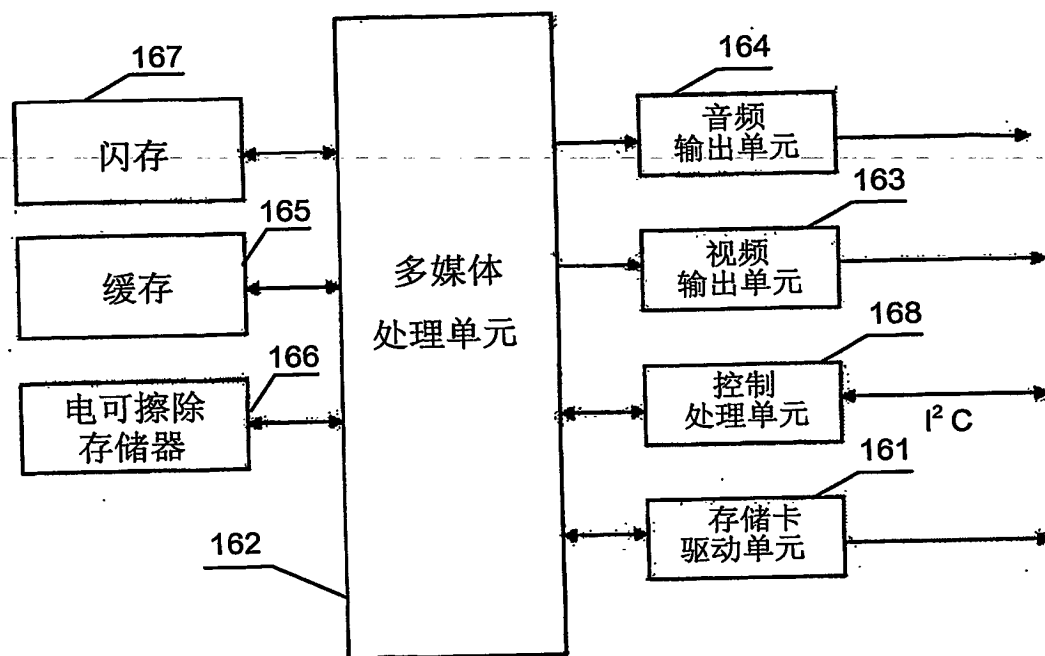 167
闪存
165
缓存
166
电可擦除
存储器
162
多媒体
处理单元
164
音频
输出单元
163
视频
输出单元
168
控制
处理单元
I² C
161
存储卡
驱动单元